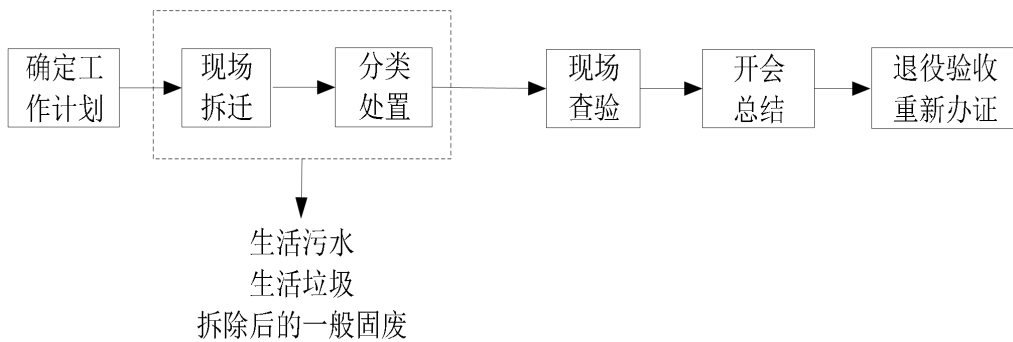 确定工
作计划
现场
拆迁
分类
处置
现场
查验
开会
总结
退役验收
重新办证
生活污水
生活垃圾
拆除后的一般固废